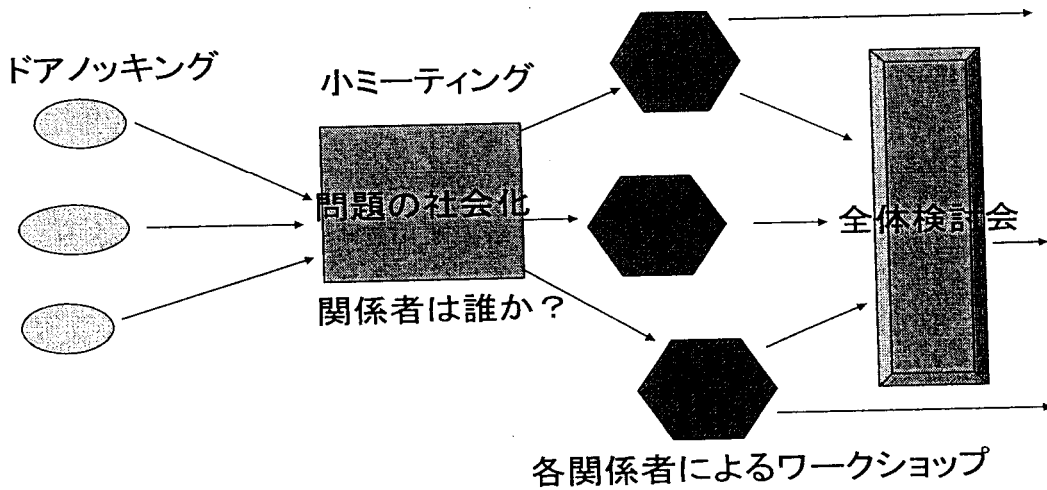 ドアノッキング
小ミーティング
問題の社会化
関係者は誰か？
全体検討会
各関係者によるワークショップ